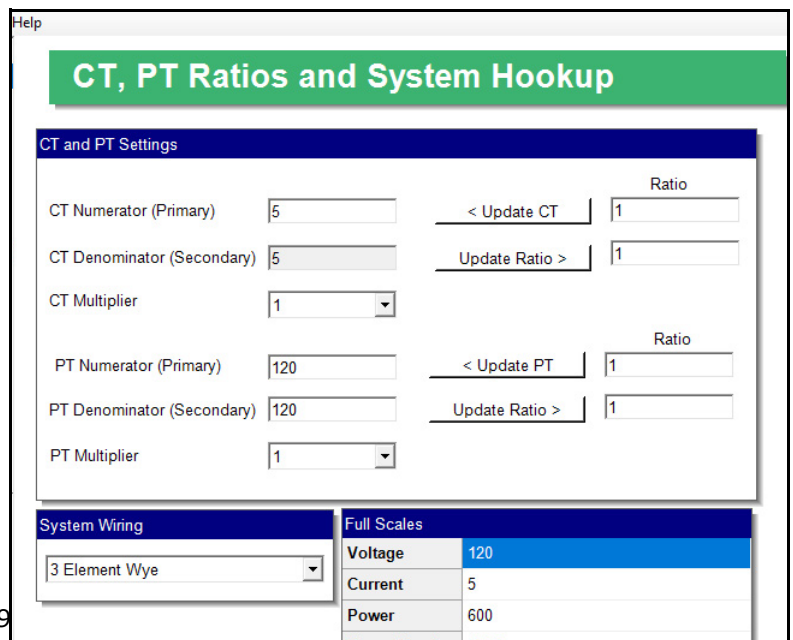 Help
CT, PT Ratios and System Hookup
CT and PT Settings
Ratio
CT Numerator (Primary) 5 < Update CT 1
CT Denominator (Secondary) 5 Update Ratio > 1
CT Multiplier 1
Ratio
PT Numerator (Primary) 120 < Update PT 1
PT Denominator (Secondary) 120 Update Ratio > 1
PT Multiplier 1
System Wiring
3 Element Wye
Full Scales
Voltage 120
Current 5
Power 600
9